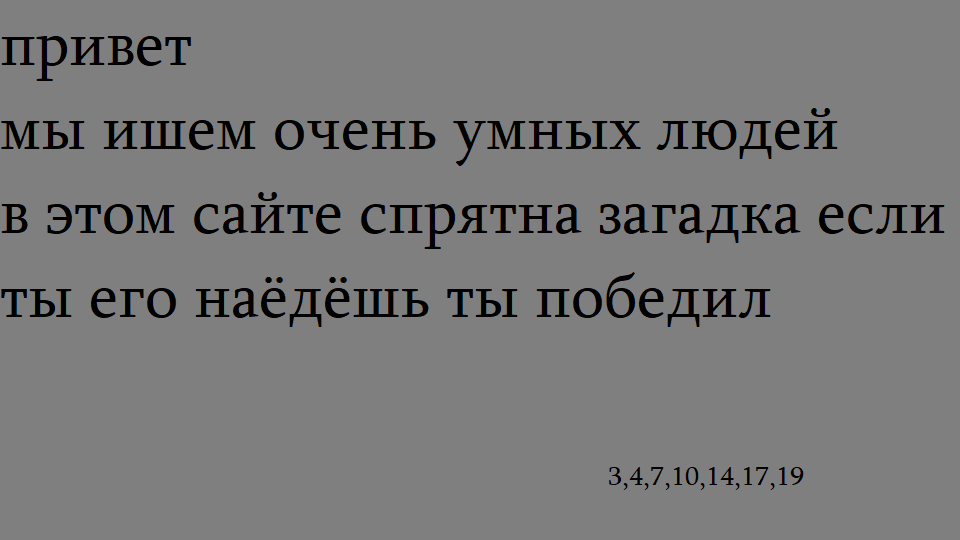 привет
мы ишем очень умных людей
в этом сайте спрятна загадка если
ты его наёдёшь ты победил
3,4,7,10,14,17,19